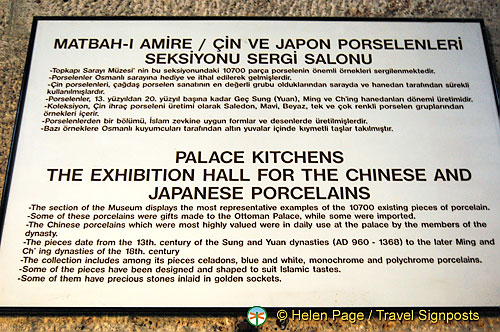 MATBAH-I AMİRE / ÇİN VE JAPON PORSELENLERİ
SEKSİYONU SERGİ SALONU
-Topkapı Sarayı Müzesi' nin bu seksiyonundaki 10700 parça porselenin önemli örnekleri sergilenmektedir.
-Porselenler Osmanlı sarayına hediye ve ithal edilerek gelmişlerdir.
-Çin porselenleri, çağdaş porselen sanatının en değerli grubu olduklarından sarayda ve hanedan tarafından sürekli
kullanılmışlardır.
-Porselenler, 13. yüzyıldan 20. yüzyıl başına kadar Geç Sung (Yuan), Ming ve Ch'ing hanedanları dönemi üretimidir.
-Koleksiyon, Çin ihraç porseleni üretimi olarak Seledon, Mavi, Beyaz, tek ve çok renkli porselen gruplarından
örnekleri içerir.
-Porselenlerden bir bölümü, İslam zevkine uygun formlar ve desenlerde üretilmişlerdir.
-Bazı örneklere Osmanlı kuyumcuları tarafından altın yuvalar içinde kıymetli taşlar takılmıştır.
PALACE KITCHENS
THE EXHIBITION HALL FOR THE CHINESE AND
JAPANESE PORCELAINS
-The section of the Museum displays the most representative examples of the 10700 existing pieces of porcelain.
-Some of these porcelains were gifts made to the Ottoman Palace, while some were imported.
-The Chinese porcelains which were most highly valued were in daily use at the palace by the members of the
dynasty.
-The pieces date from the 13th. century of the Sung and Yuan dynasties (AD 960 - 1368) to the later Ming and
Ch' ing dynasties of the 18th. century
-The collection includes among its pieces celadons, blue and white, monochrome and polychrome porcelains.
-Some of the pieces have been designed and shaped to suit Islamic tastes.
-Some of them have precious stones inlaid in golden sockets.
© Helen Page / Travel Signposts